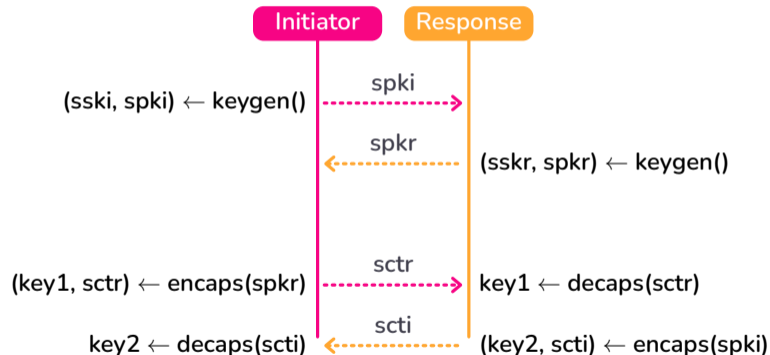 Initiator Response
spki
(sski, spki) ← keygen()
spkr
(sskr, spkr) ← keygen()
sctr
(key1, sctr) ← encaps(spkr) key1 ← decaps(sctr)
scti
key2 ← decaps(scti) (key2, scti) ← encaps(spki)